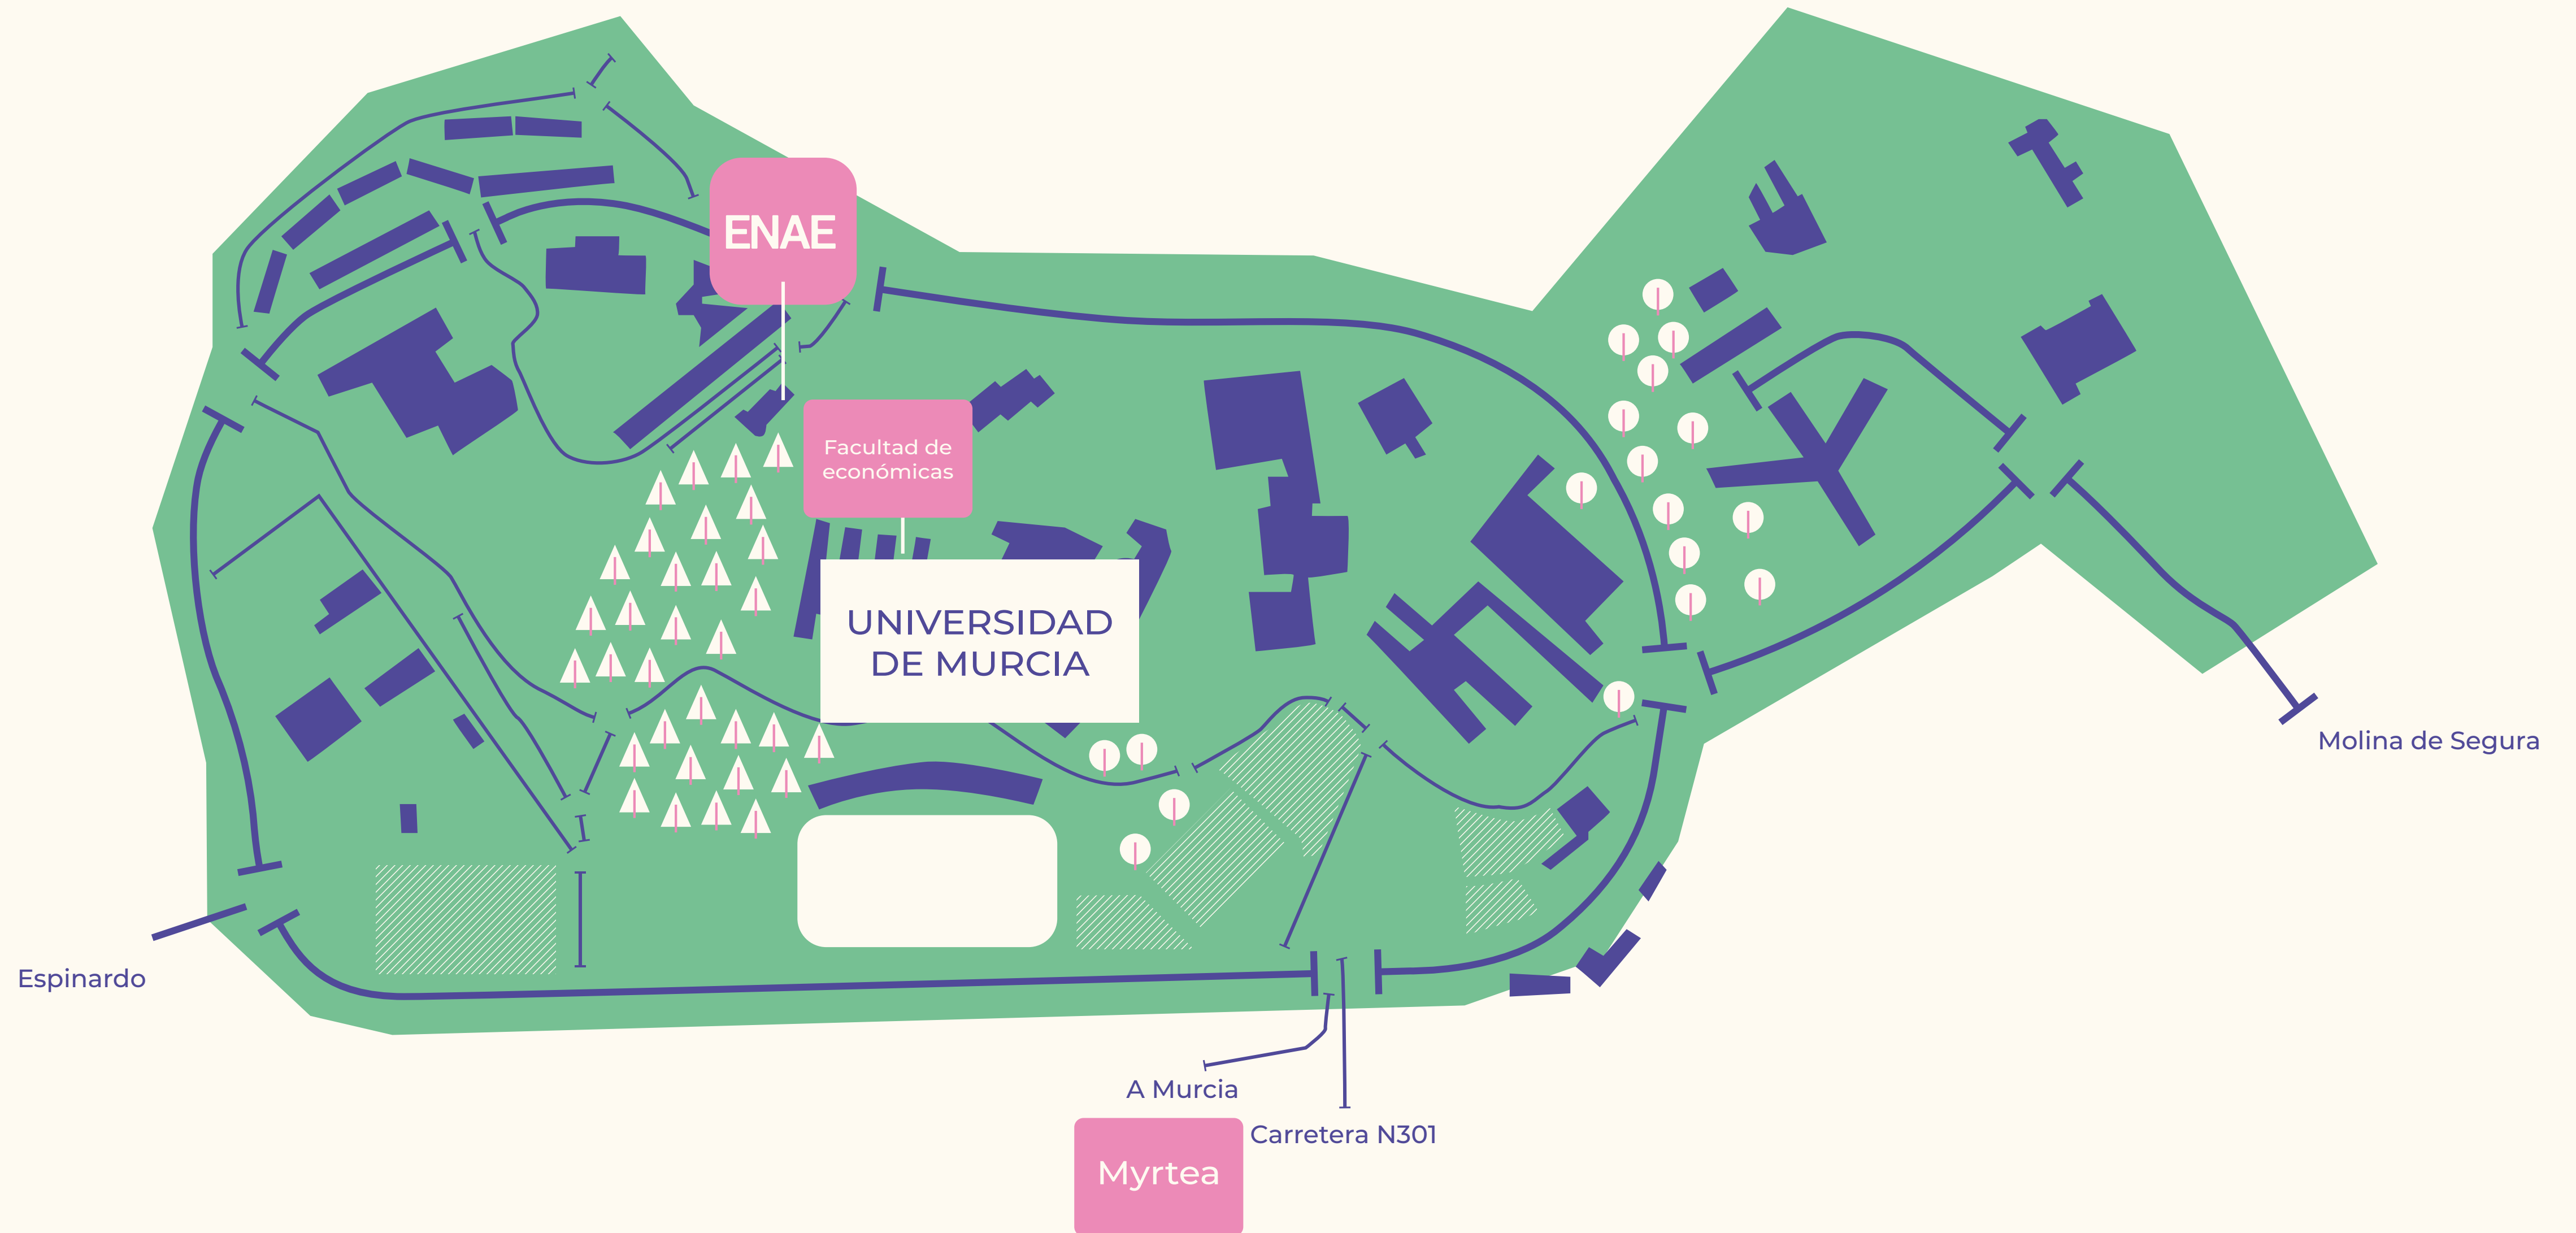 ENAE
Facultad de
económicas
UNIVERSIDAD
DE MURCIA
Molina de Segura
Espinardo
A Murcia
Carretera N301
Myrtea